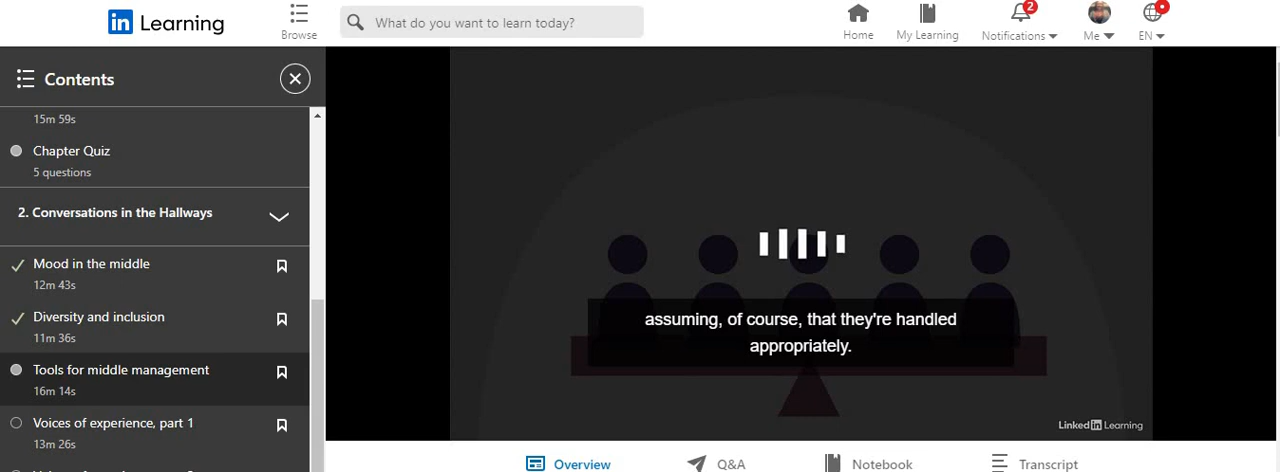 in Learning
Browse
What do you want to learn today?
Home
My Learning
2
Notifications
Me
EN
Contents
15m 59s
Chapter Quiz
5 questions
2. Conversations in the Hallways
Mood in the middle
12m 43s
Diversity and inclusion
11m 36s
Tools for middle management
16m 14s
Voices of experience, part 1
13m 26s
assuming, of course, that they're handled
appropriately.
Linked in Learning
Overview
Q&A
Notebook
Transcript